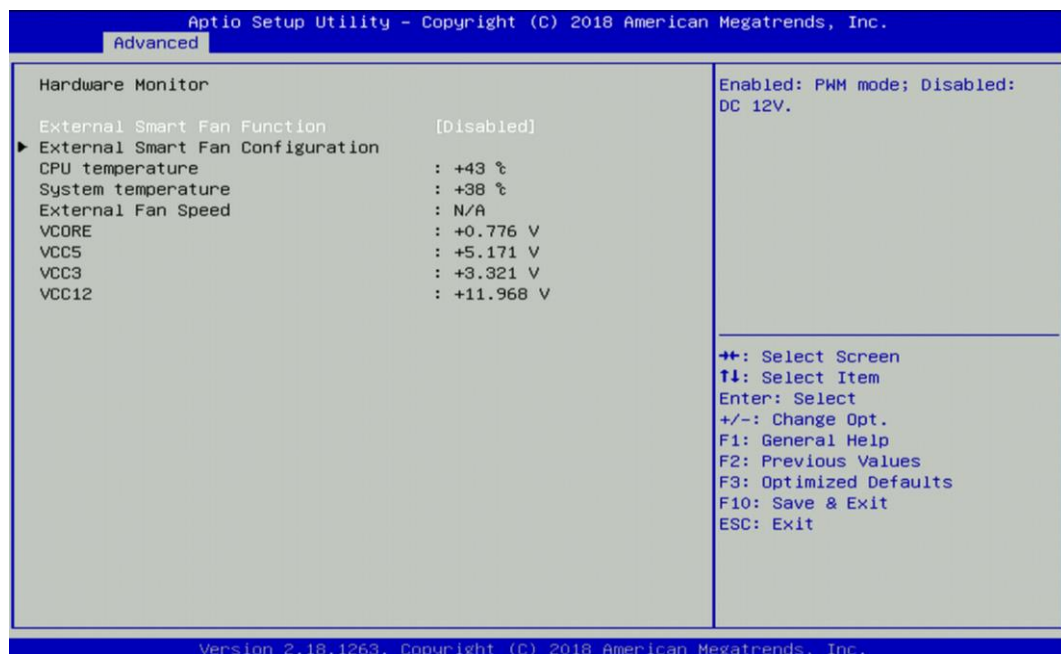 Aptio Setup Utility – Copyright (C) 2018 American Megatrends, Inc.
Advanced
Hardware Monitor
External Smart Fan Function [Disabled]
▶ External Smart Fan Configuration
CPU temperature : +43 ℃
System temperature : +38 ℃
External Fan Speed : N/A
VCORE : +0.776 V
VCC5 : +5.171 V
VCC3 : +3.321 V
VCC12 : +11.968 V
Enabled: PWM mode; Disabled:
DC 12V.
→←: Select Screen
↑↓: Select Item
Enter: Select
+/-: Change Opt.
F1: General Help
F2: Previous Values
F3: Optimized Defaults
F10: Save & Exit
ESC: Exit
Version 2.18.1263. Copyright (C) 2018 American Megatrends, Inc.